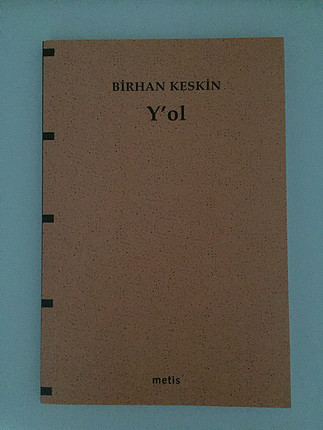 BİRHAN KESKİN
Y'ol
metis